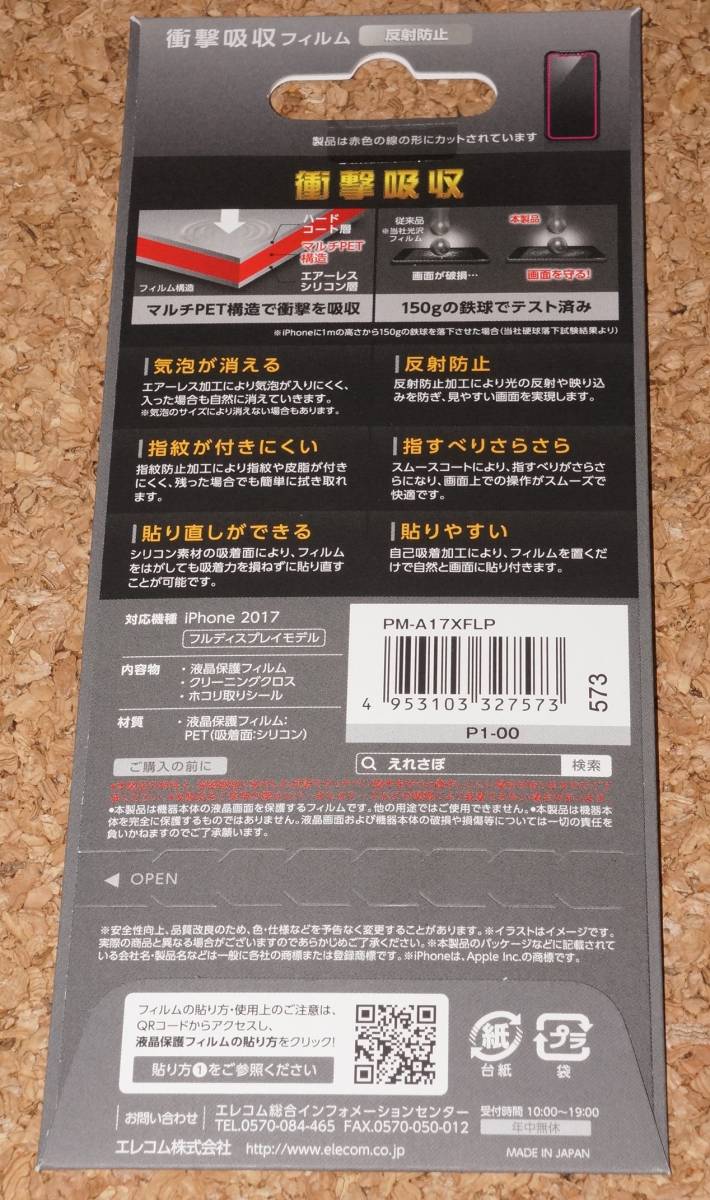 衝撃吸収フィルム 反射防止
製品は赤色の線の形にカットされています
衝撃吸収
ハード
コート層
マルチPET
構造
エアーレス
シリコン層
フィルム構造
マルチPET構造で衝撃を吸収
従来品
※当社光沢
フィルム
画面が破損…
本製品
画面を守る!
150gの鉄球でテスト済み
※iPhoneに1mの高さから150gの鉄球を落下させた場合(当社硬球落下試験結果より)
気泡が消える
エアーレス加工により気泡が入りにくく、
入った場合も自然に消えていきます。
※気泡のサイズにより消えない場合もあります。
反射防止
反射防止加工により光の反射や映り込
みを防ぎ、見やすい画面を実現します。
指紋が付きにくい
指紋防止加工により指紋や皮脂が付き
にくく、残った場合でも簡単に拭き取れ
ます。
指すべりさらさら
スムースコートにより、指すべりがさらさ
らになり、画面上での操作がスムーズで
快適です。
貼り直しができる
シリコン素材の吸着面により、フィルム
をはがしても吸着力を損ねずに貼り直す
ことが可能です。
貼りやすい
自己吸着加工により、フィルムを置くだ
けで自然と画面に貼り付きます。
対応機種 iPhone 2017
フルディスプレイモデル
内容物 ・液晶保護フィルム
・クリーニングクロス
・ホコリ取りシール
材質 ・液晶保護フィルム:
PET(吸着面:シリコン)
PM-A17XFLP
4 953103 327573
573
P1-00
ご購入の前に
えれさぽ 検索
●本製品は機器本体の液晶画面を保護するフィルムです。他の用途ではご使用できません。●本製品は機器本
体を完全に保護するものではありません。液晶画面および機器本体の破損や損傷等については一切の責任を
負いかねますのでご了承願います。
◀ OPEN
※安全性向上、品質改良のため、色・仕様などを予告なく変更することがあります。※イラストはイメージです。
実際の商品と異なる場合がございますのであらかじめご了承ください。※本製品のパッケージなどに記載されて
いる会社名・製品名などは一般に各社の商標または登録商標です。※iPhoneは、Apple Inc.の商標です。
フィルムの貼り方・使用上のご注意は、
QRコードからアクセスし、
液晶保護フィルムの貼り方をクリック!
貼り方❶をご参照ください
紙
台紙
プラ
袋
お問い合わせ
エレコム総合インフォメーションセンター
TEL.0570-084-465 FAX.0570-050-012
受付時間 10:00~19:00
年中無休
エレコム株式会社 http://www.elecom.co.jp
MADE IN JAPAN